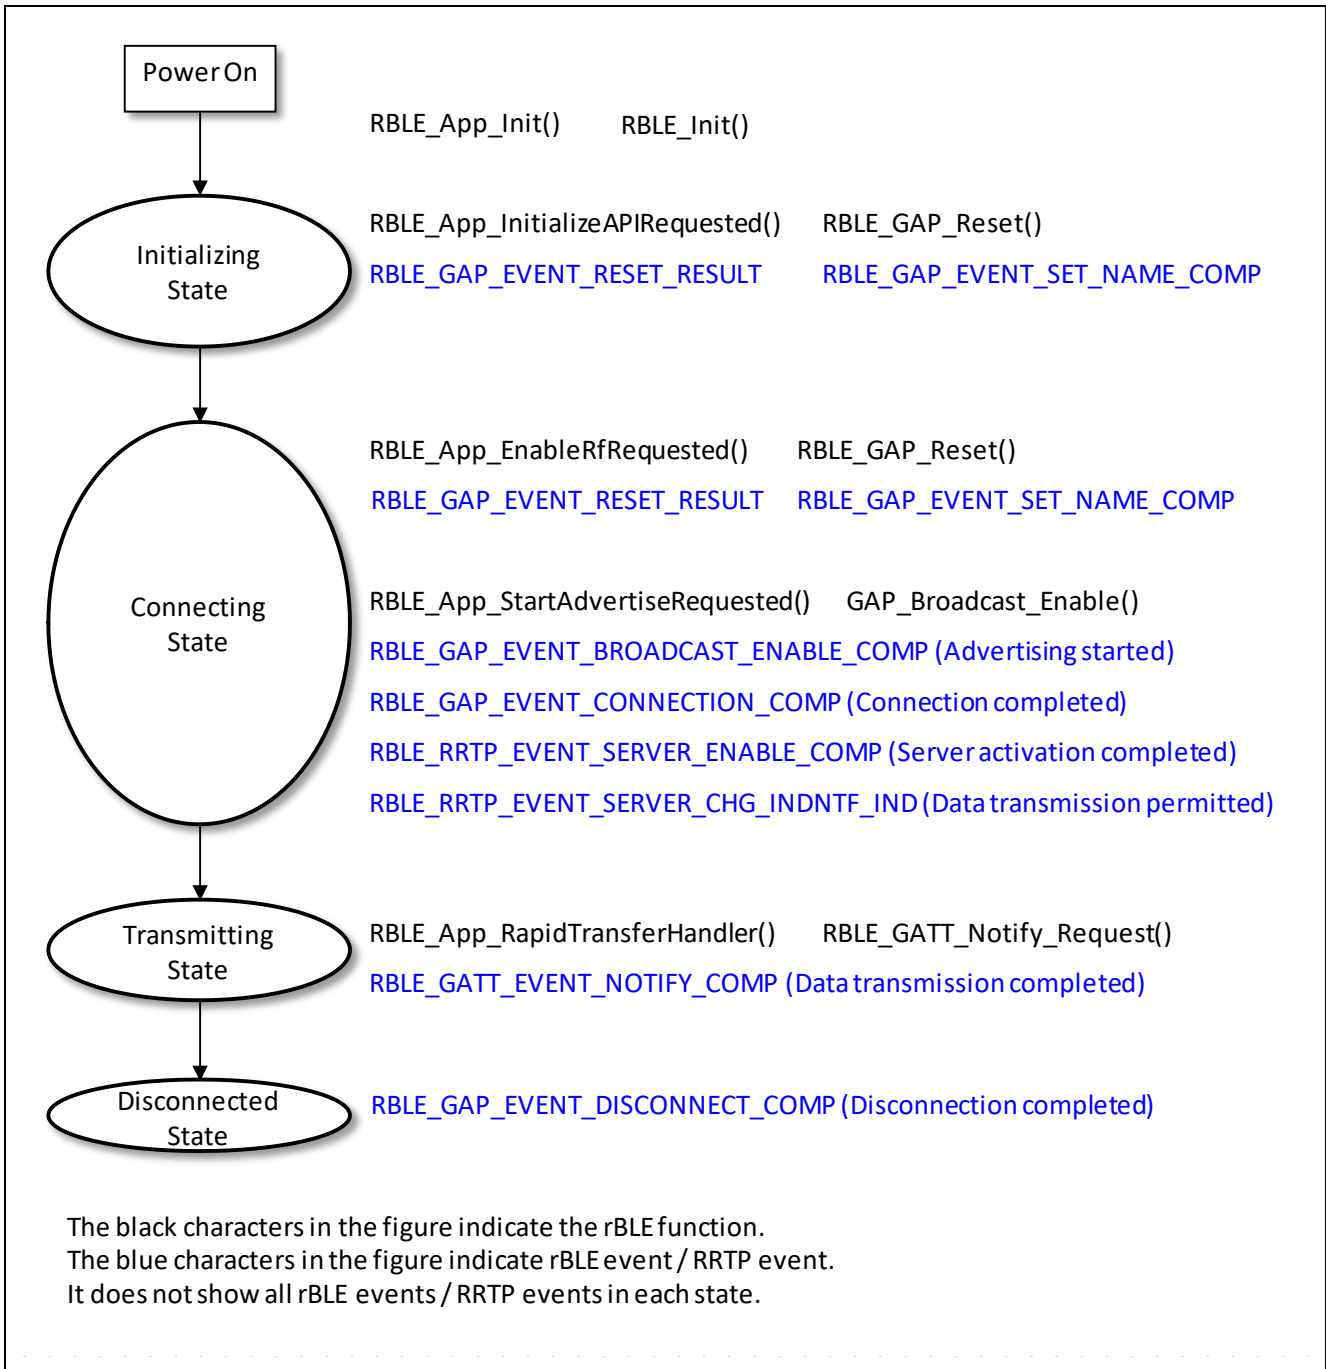 Power On
RBLE_App_Init() RBLE_Init()
Initializing
State
RBLE_App_InitializeAPIRequested() RBLE_GAP_Reset()
RBLE_GAP_EVENT_RESET_RESULT RBLE_GAP_EVENT_SET_NAME_COMP
Connecting
State
RBLE_App_EnableRfRequested() RBLE_GAP_Reset()
RBLE_GAP_EVENT_RESET_RESULT RBLE_GAP_EVENT_SET_NAME_COMP
RBLE_App_StartAdvertiseRequested() GAP_Broadcast_Enable()
RBLE_GAP_EVENT_BROADCAST_ENABLE_COMP (Advertising started)
RBLE_GAP_EVENT_CONNECTION_COMP (Connection completed)
RBLE_RRTP_EVENT_SERVER_ENABLE_COMP (Server activation completed)
RBLE_RRTP_EVENT_SERVER_CHG_INDNTF_IND (Data transmission permitted)
Transmitting
State
RBLE_App_RapidTransferHandler() RBLE_GATT_Notify_Request()
RBLE_GATT_EVENT_NOTIFY_COMP (Data transmission completed)
Disconnected
State
RBLE_GAP_EVENT_DISCONNECT_COMP (Disconnection completed)
The black characters in the figure indicate the rBLE function.
The blue characters in the figure indicate rBLE event / RRTP event.
It does not show all rBLE events / RRTP events in each state.